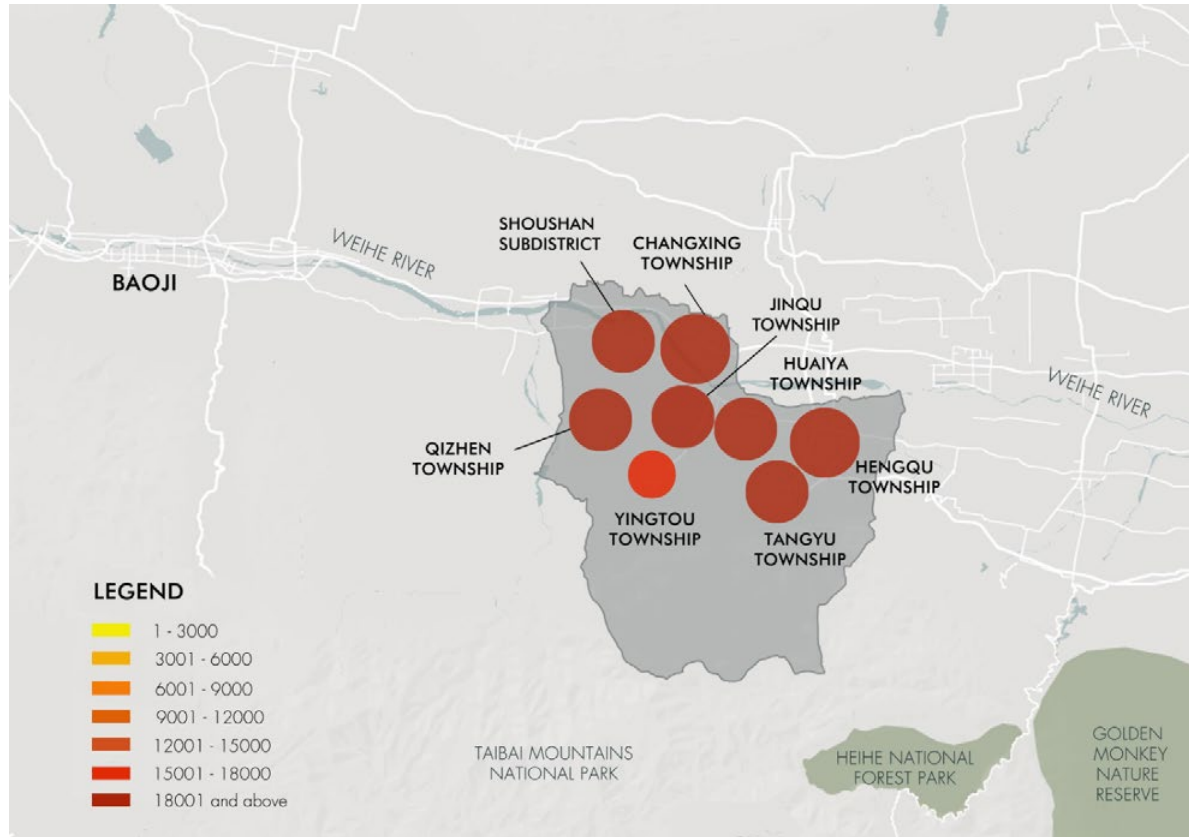 SHOUSHAN
SUBDISTRICT
CHANGXING
TOWNSHIP
WEIHE RIVER
BAOJI
JINQU
TOWNSHIP
HUAIYA
TOWNSHIP
WEIHE RIVER
QIZHEN
TOWNSHIP
HENGQU
TOWNSHIP
YINGTOU
TOWNSHIP
TANGYU
TOWNSHIP
LEGEND
1 - 3000
3001 - 6000
6001 - 9000
9001 - 12000
12001 - 15000
15001 - 18000
18001 and above
TAIBAI MOUNTAINS
NATIONAL PARK
HEIHE NATIONAL
FOREST PARK
GOLDEN
MONKEY
NATURE
RESERVE